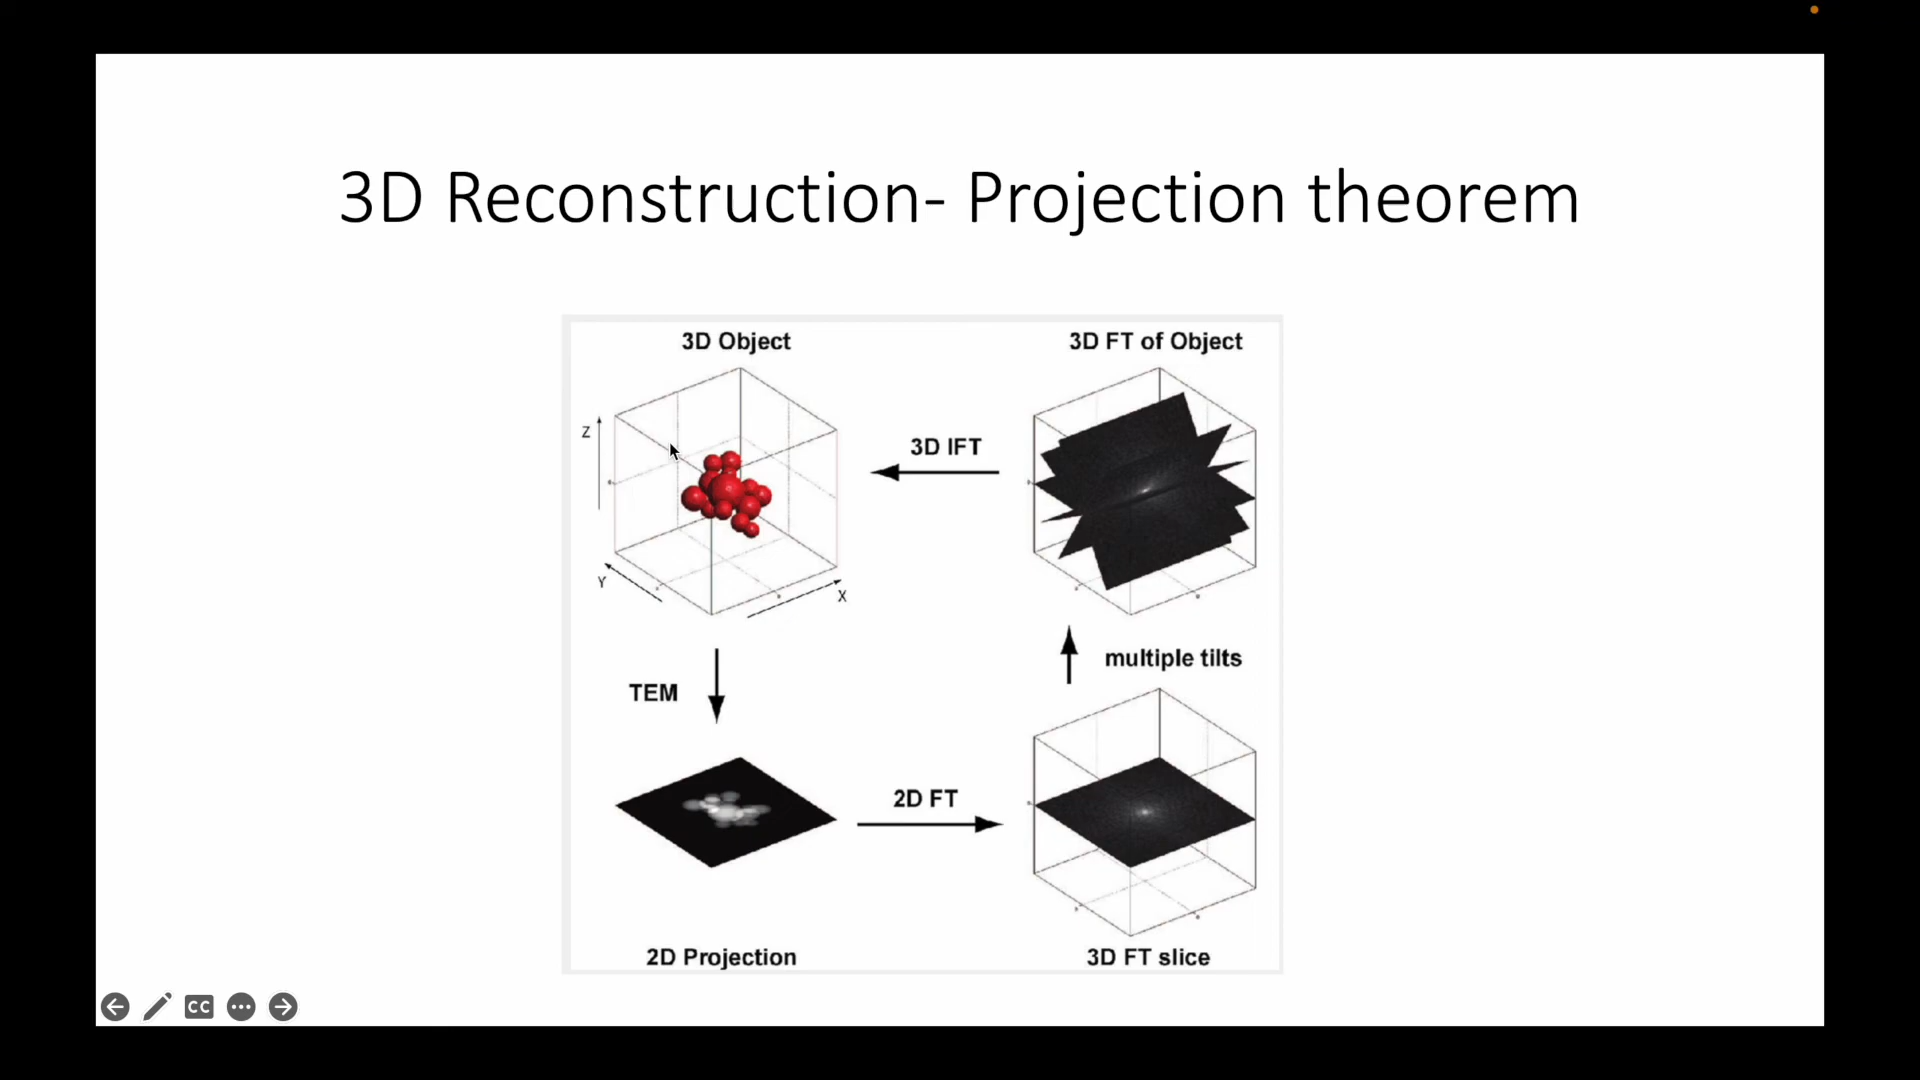 3D Reconstruction- Projection theorem
3D Object
3D FT of Object
Z
3D IFT
Y
X
TEM
multiple tilts
2D FT
2D Projection
3D FT slice
CC